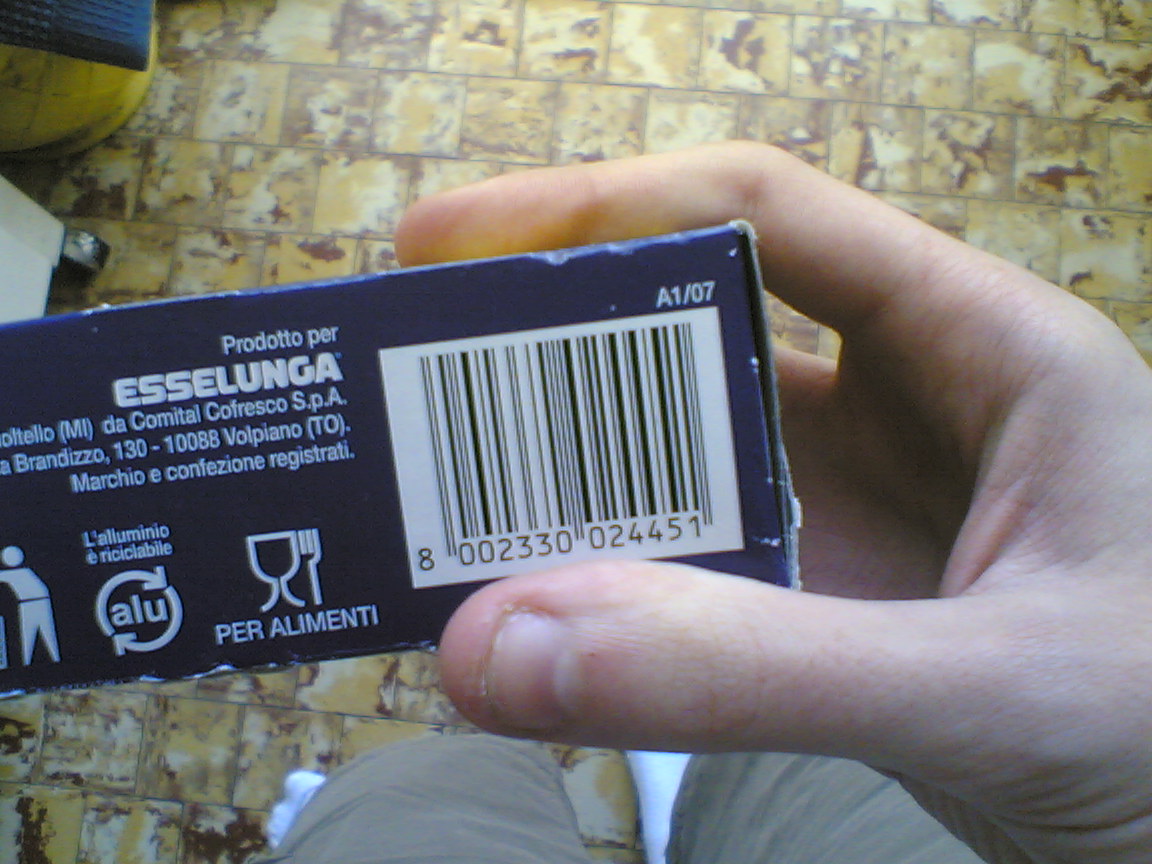 A1/07
Prodotto per
ESSELUNGA
da Comital Cofresco S.p.A.
(MI)
Brandizzo, 130 - 10088 Volpiano (TO).
Marchio e confezione registrati.
L'alluminio
è riciclabile
alu
PER ALIMENTI
8 002330 024451